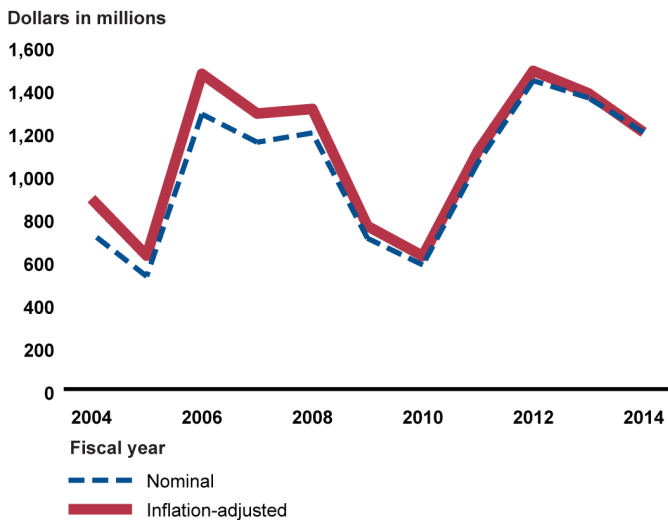 Dollars in millions
1,600
1,400
1,200
1,000
800
600
400
200
0
2004 2006 2008 2010 2012 2014
Fiscal year
Nominal
Inflation-adjusted